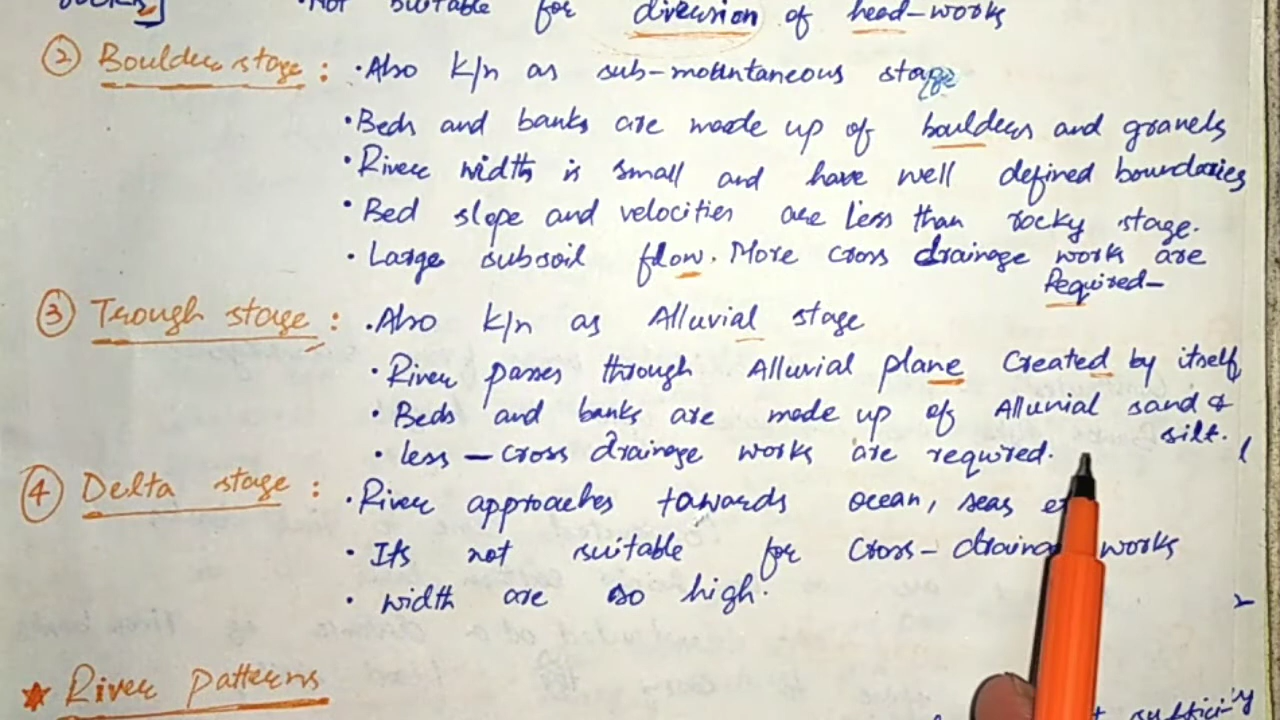 Not suitable for diversion of head-works
② Boulder stage : • Also k/n as sub-mountaneous stage
• Beds and banks are made up of boulders and gravels
• River width is small and have well defined boundaries
• Bed slope and velocities are less than rocky stage.
• Large subsoil flow. More cross drainage works are
Required-
③ Trough stage : • Also k/n as Alluvial stage
• River passes through Alluvial plane created by itself
• Beds and banks are made up of Alluvial sand &
silt.
• less - cross drainage works are required.
④ Delta stage : • River approaches towards ocean, seas
• Its not suitable for cross-drainage works
• width are so high.
★ River patterns